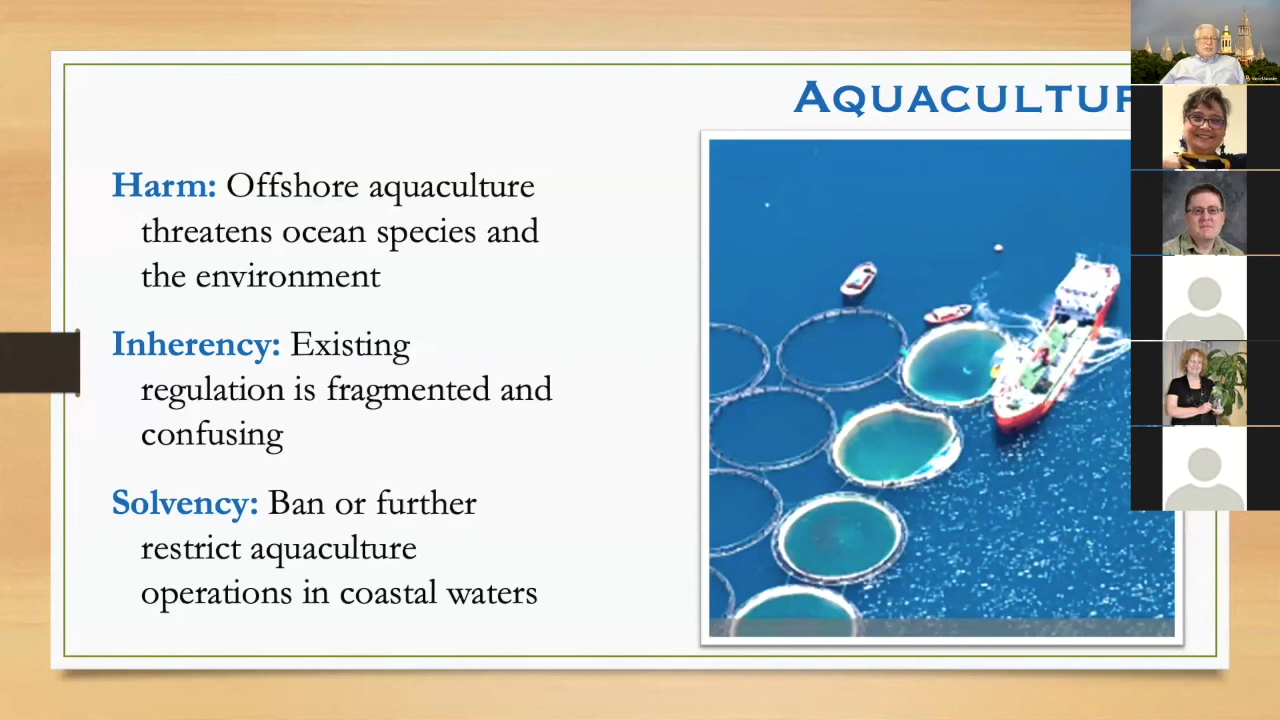 AQUACULTUR
Harm: Offshore aquaculture
threatens ocean species and
the environment
Inherency: Existing
regulation is fragmented and
confusing
Solvency: Ban or further
restrict aquaculture
operations in coastal waters